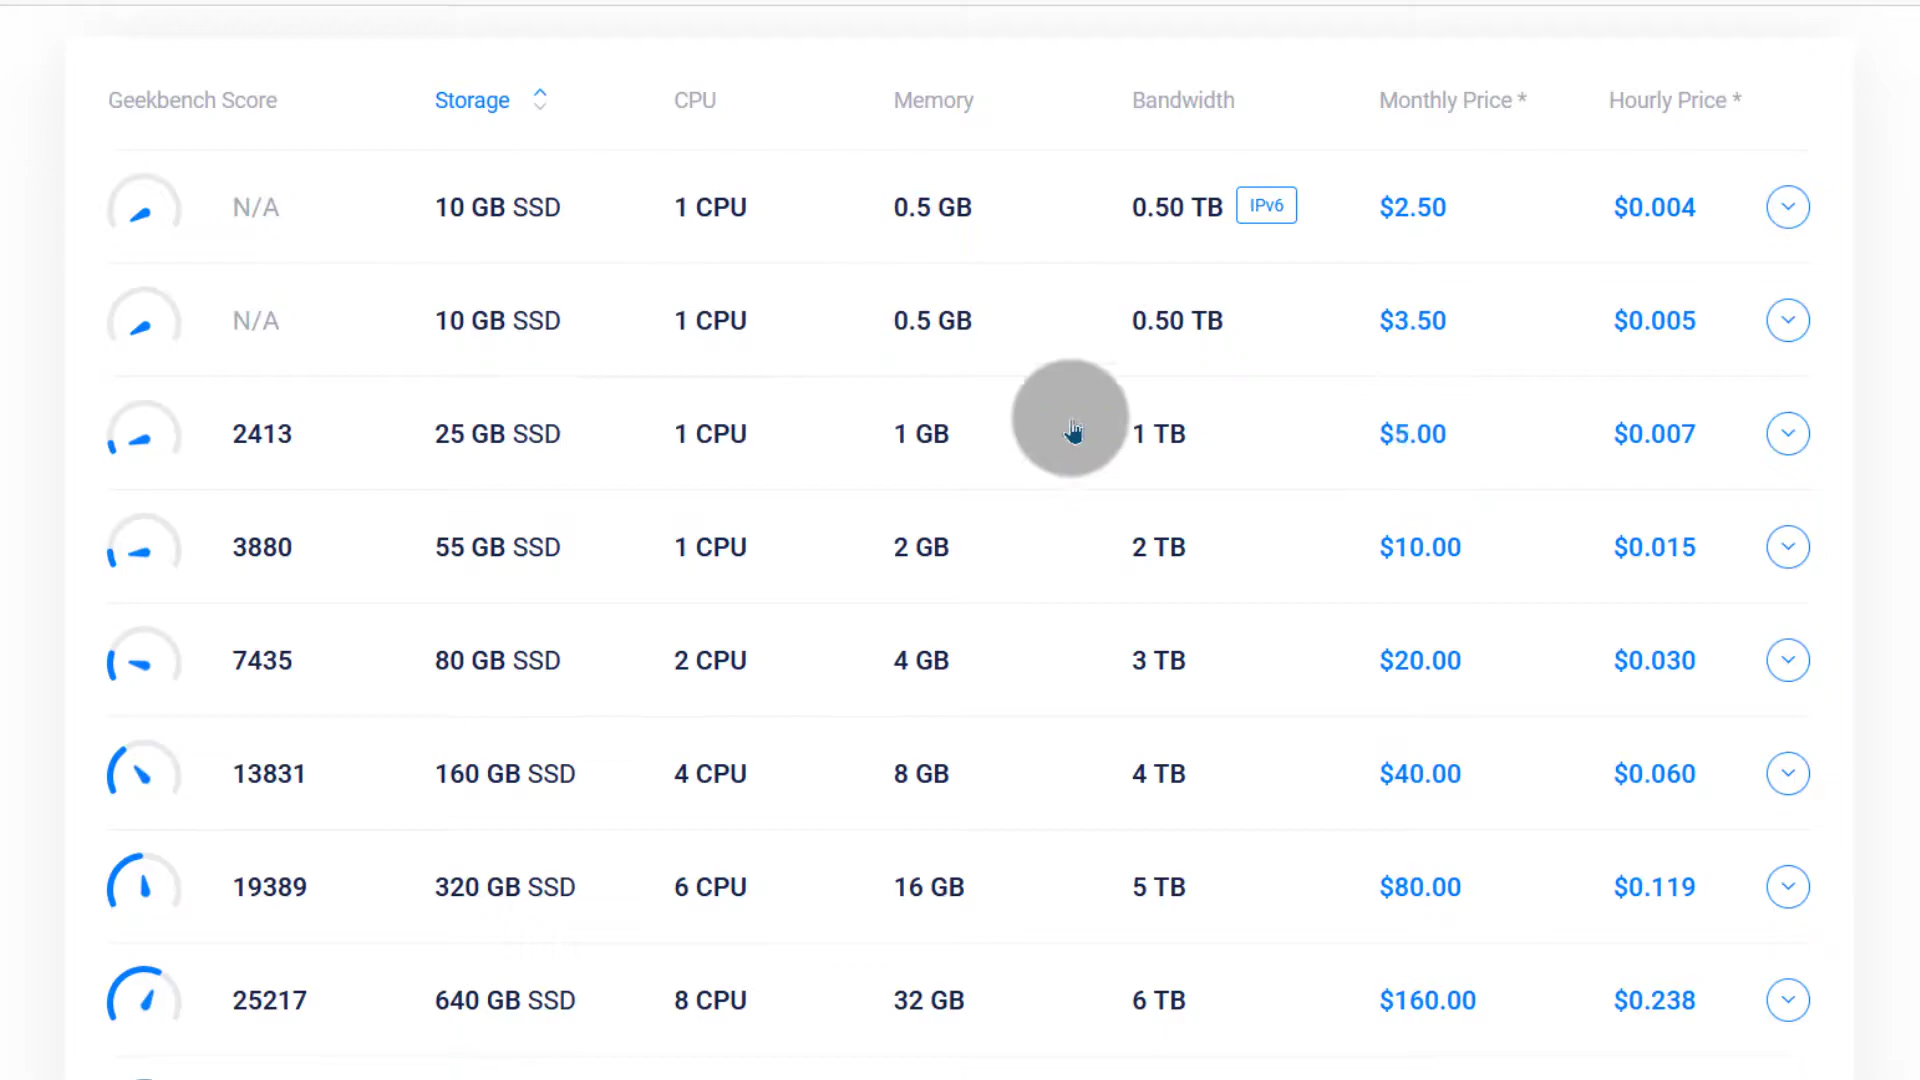 Geekbench Score Storage CPU Memory Bandwidth Monthly Price * Hourly Price *
N/A 10 GB SSD 1 CPU 0.5 GB 0.50 TB IPv6 $2.50 $0.004
N/A 10 GB SSD 1 CPU 0.5 GB 0.50 TB $3.50 $0.005
2413 25 GB SSD 1 CPU 1 GB 1 TB $5.00 $0.007
3880 55 GB SSD 1 CPU 2 GB 2 TB $10.00 $0.015
7435 80 GB SSD 2 CPU 4 GB 3 TB $20.00 $0.030
13831 160 GB SSD 4 CPU 8 GB 4 TB $40.00 $0.060
19389 320 GB SSD 6 CPU 16 GB 5 TB $80.00 $0.119
25217 640 GB SSD 8 CPU 32 GB 6 TB $160.00 $0.238